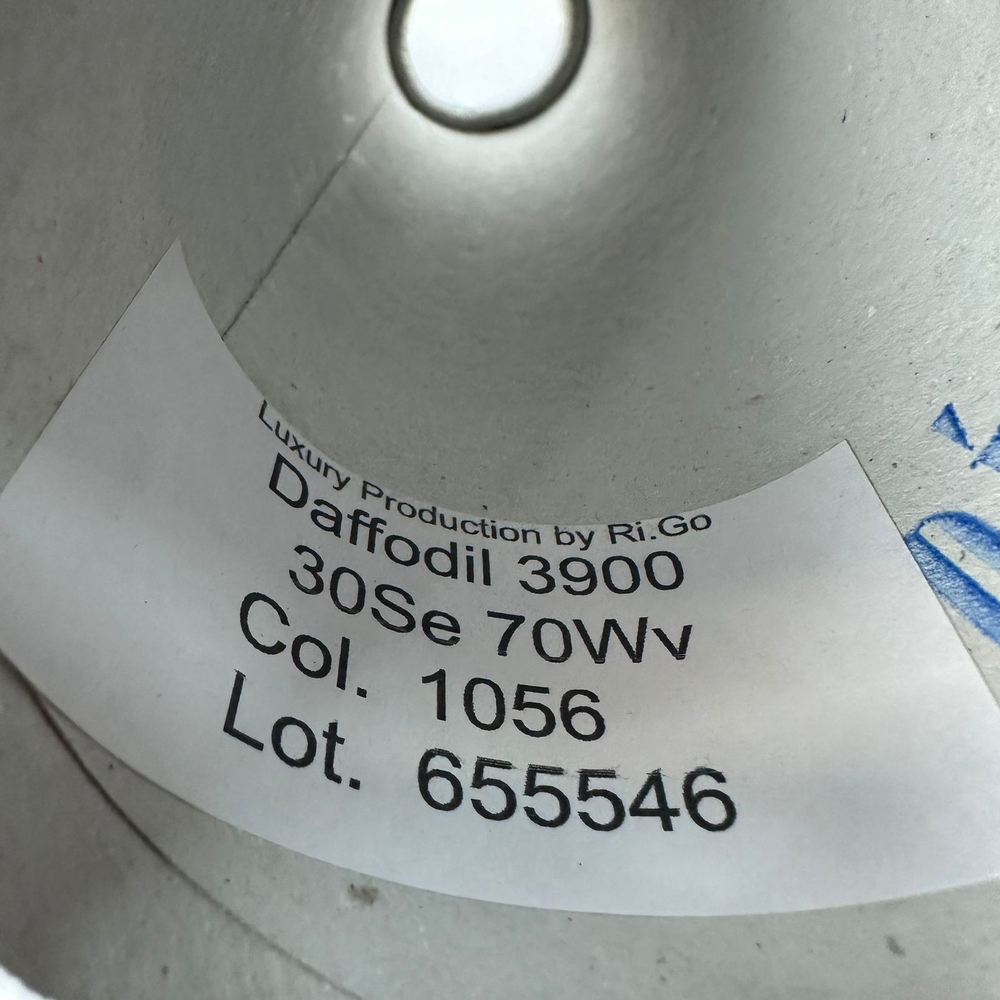 Luxury Production by Ri.Go
Daffodil 3900
30Se 70Wv
Col. 1056
Lot. 655546